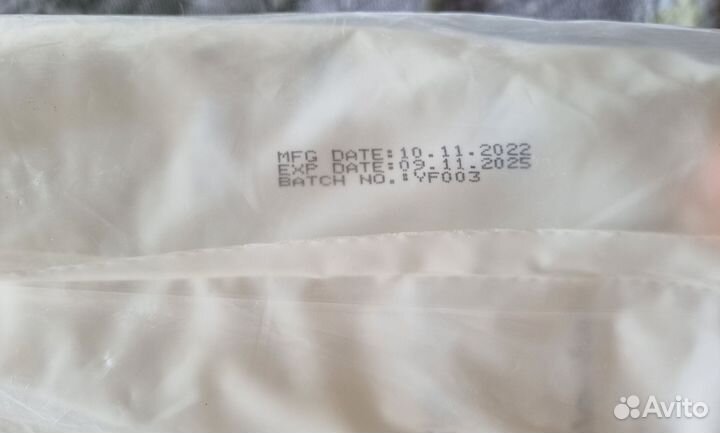 MFG DATE:10.11.2022
EXP DATE:09.11.2025
BATCH NO.:YF003
Avito